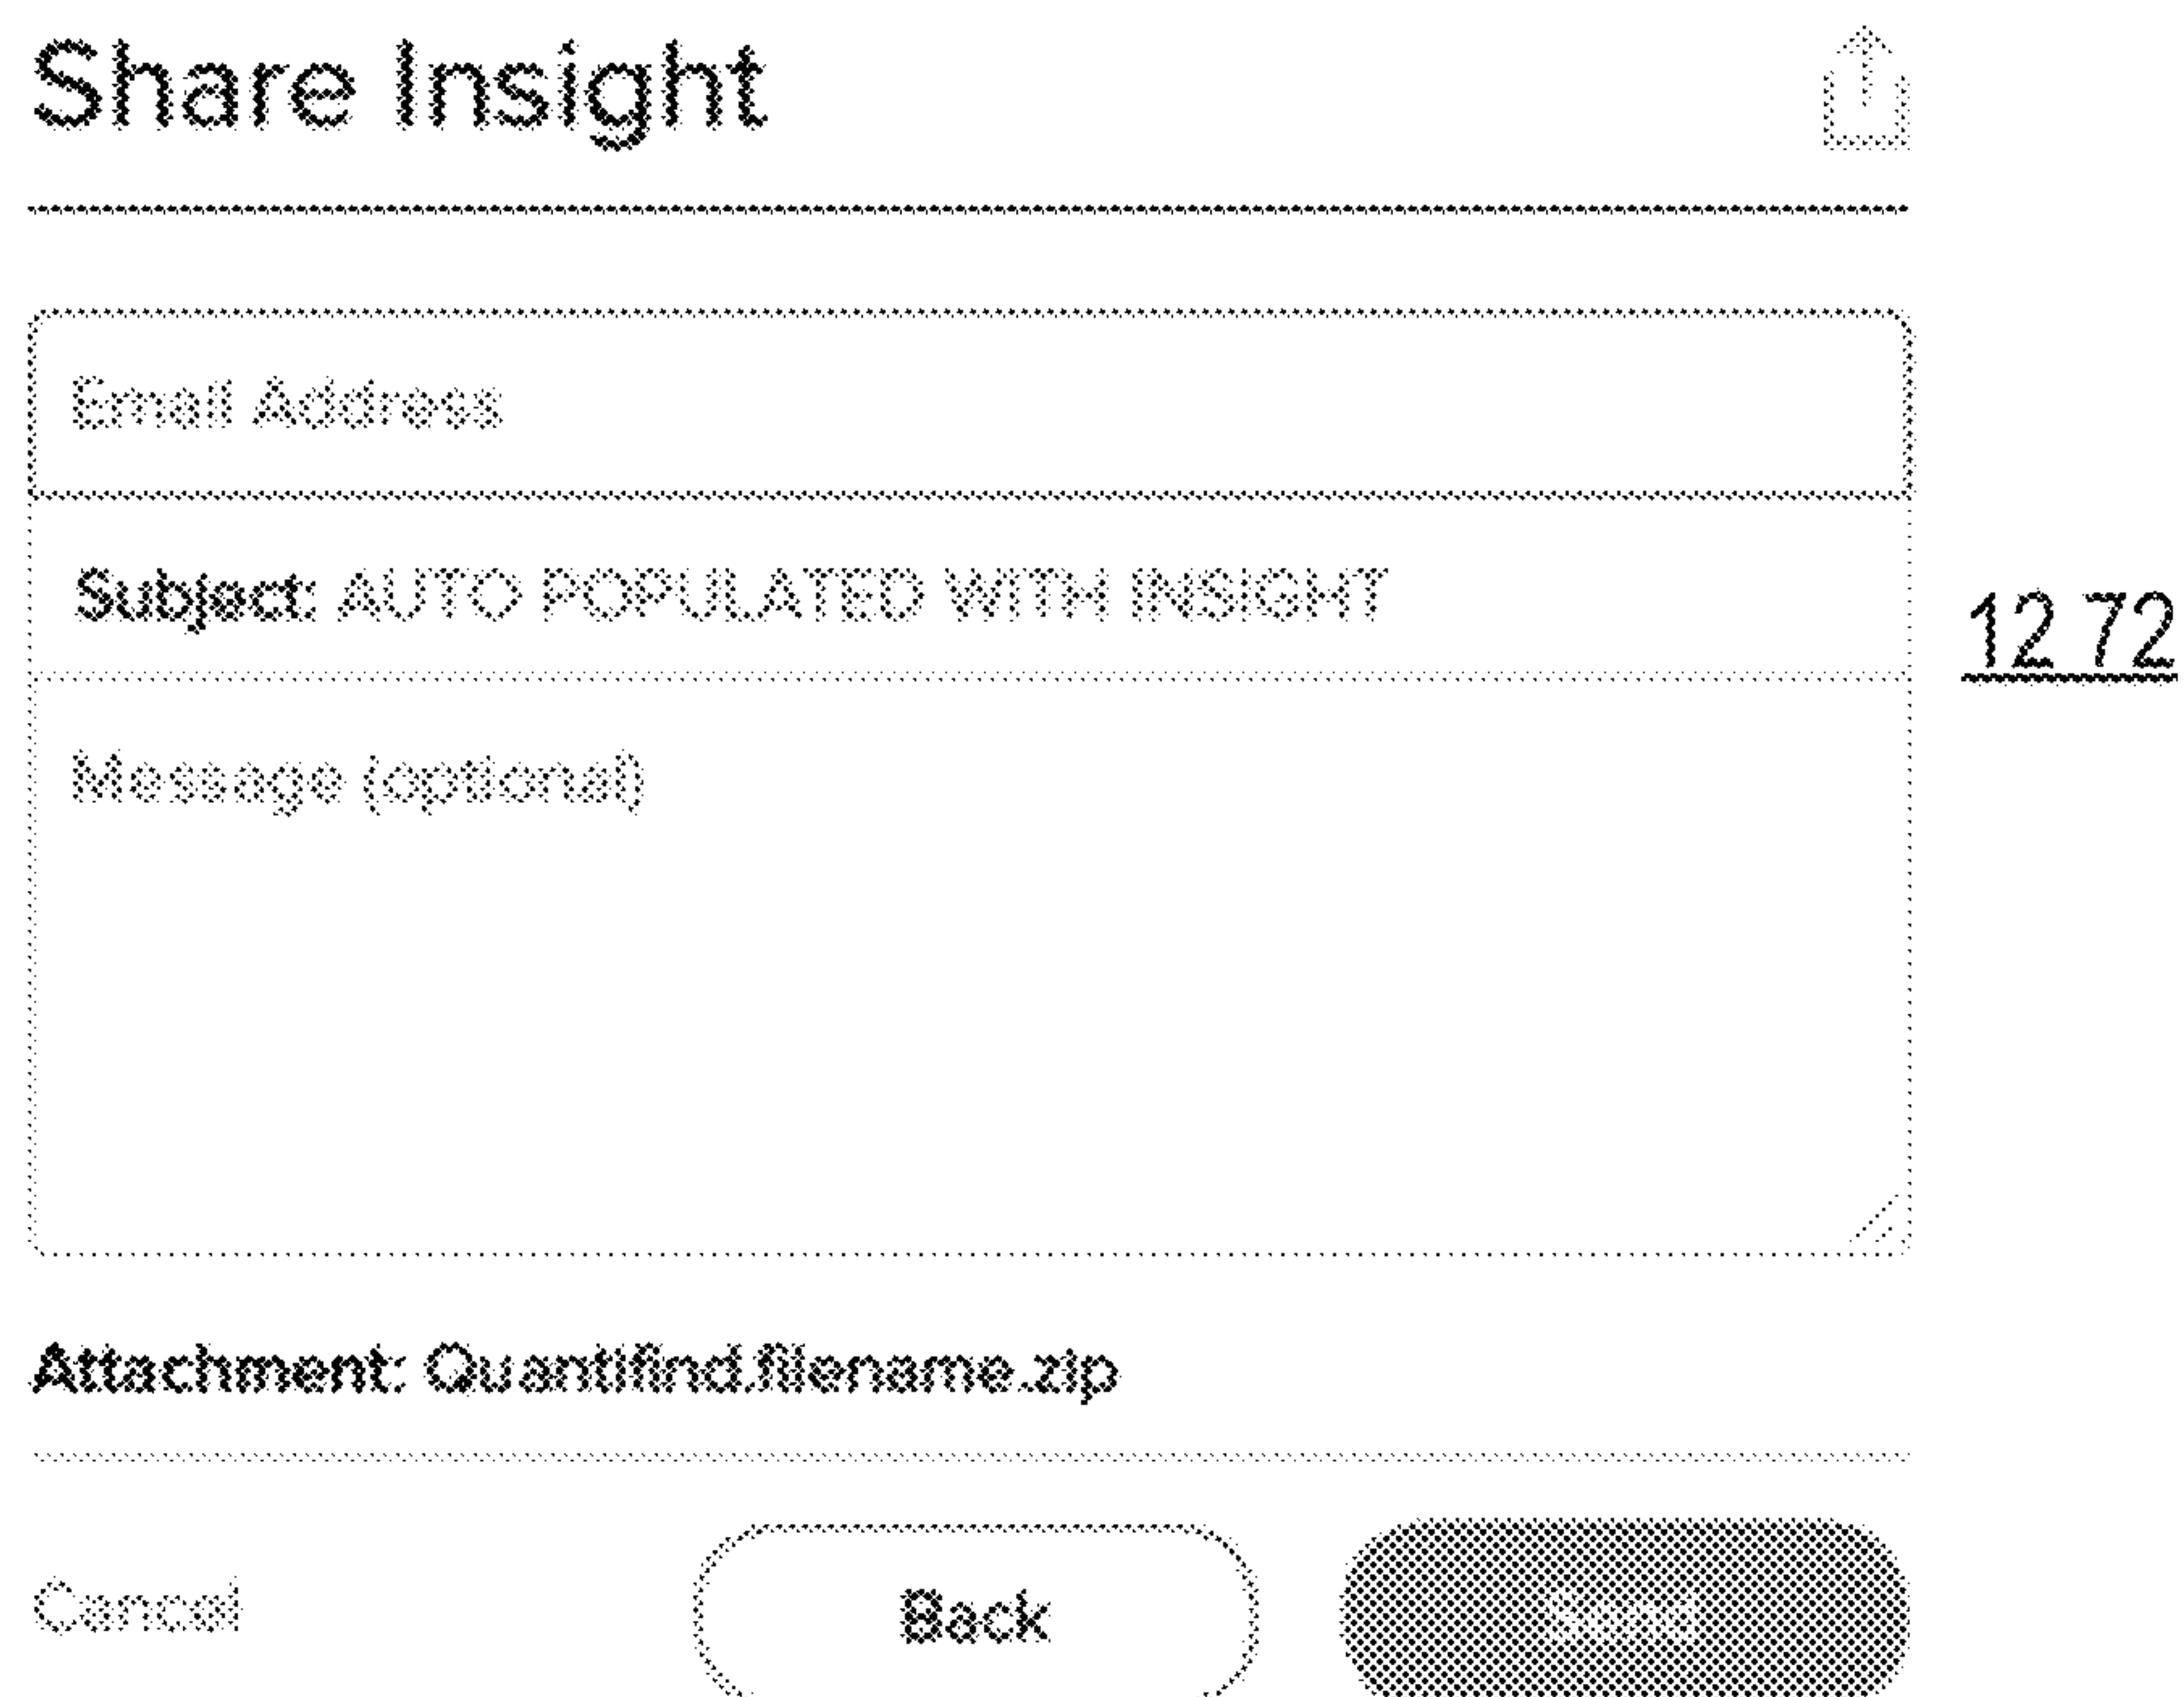 Share Insight
Email Address
Subject: AUTO POPULATED WITH INSIGHT
12 72
Message (optional)
Attachment: Quantifind.filename.zip
Cancel Back